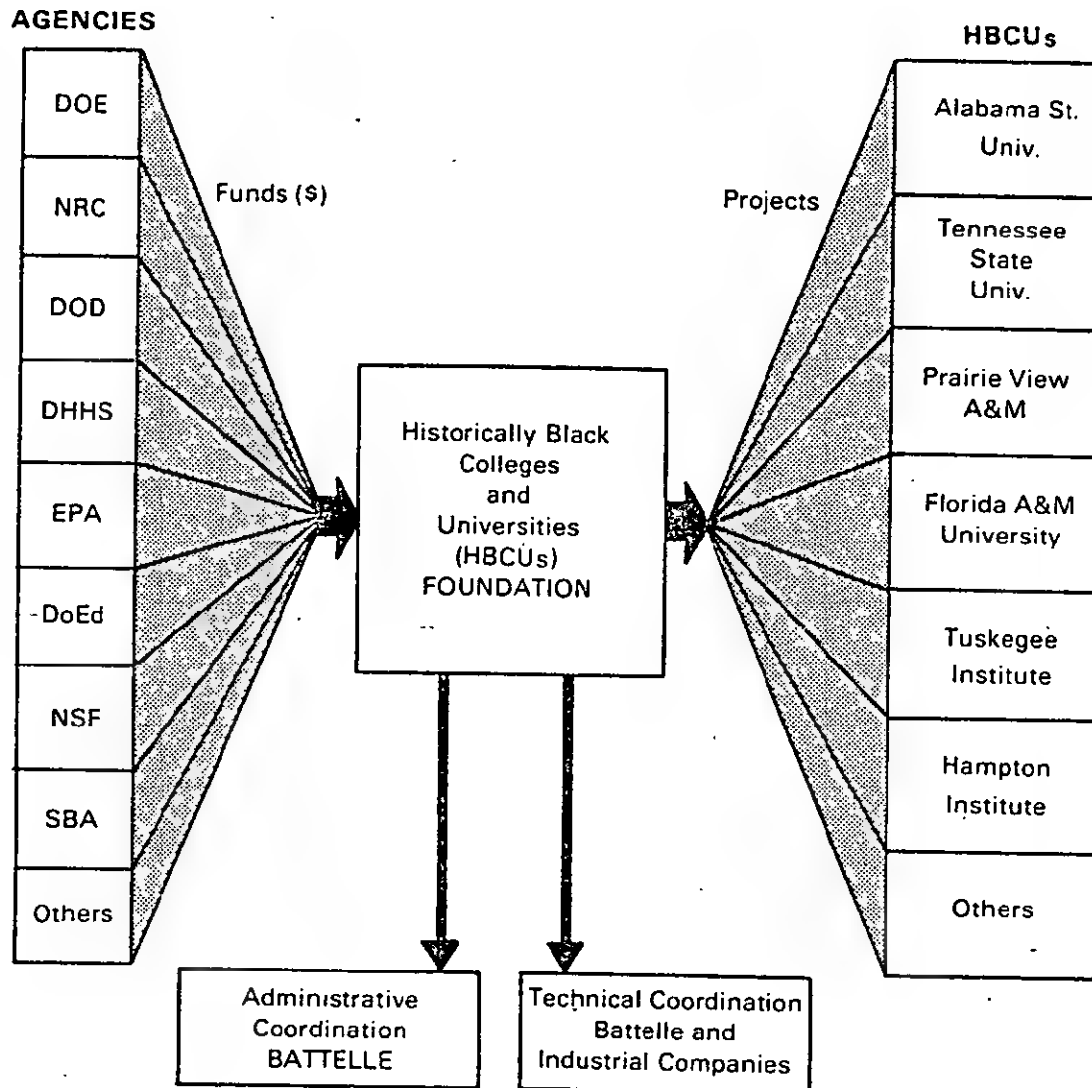 AGENCIES
DOE
NRC
DOD
DHHS
EPA
DoEd
NSF
SBA
Others
Funds ($)
Historically Black
Colleges
and
Universities
(HBCUs)
FOUNDATION
Administrative
Coordination
BATTELLE
Technical Coordination
Battelle and
Industrial Companies
Projects
HBCUs
Alabama St.
Univ.
Tennessee
State
Univ.
Prairie View
A&M
Florida A&M
University
Tuskegee
Institute
Hampton
Institute
Others